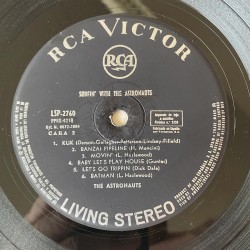 RCA VICTOR
RCA
SURFIN' WITH THE ASTRONAUTS
LSP-2760
CARA 2
1. KUK (Demon-Gallagher-Patterson-Lindsay-Fifield)
2. BANZAI PIPELINE (H. Mancini)
3. MOVIN' (L. Hazlewood)
4. BABY LET'S PLAY HOUSE (Gunter)
5. LET'S GO TRIPPIN' (Dick Dale)
6. BATMAN (L. Hazlewood)
THE ASTRONAUTS
LIVING STEREO